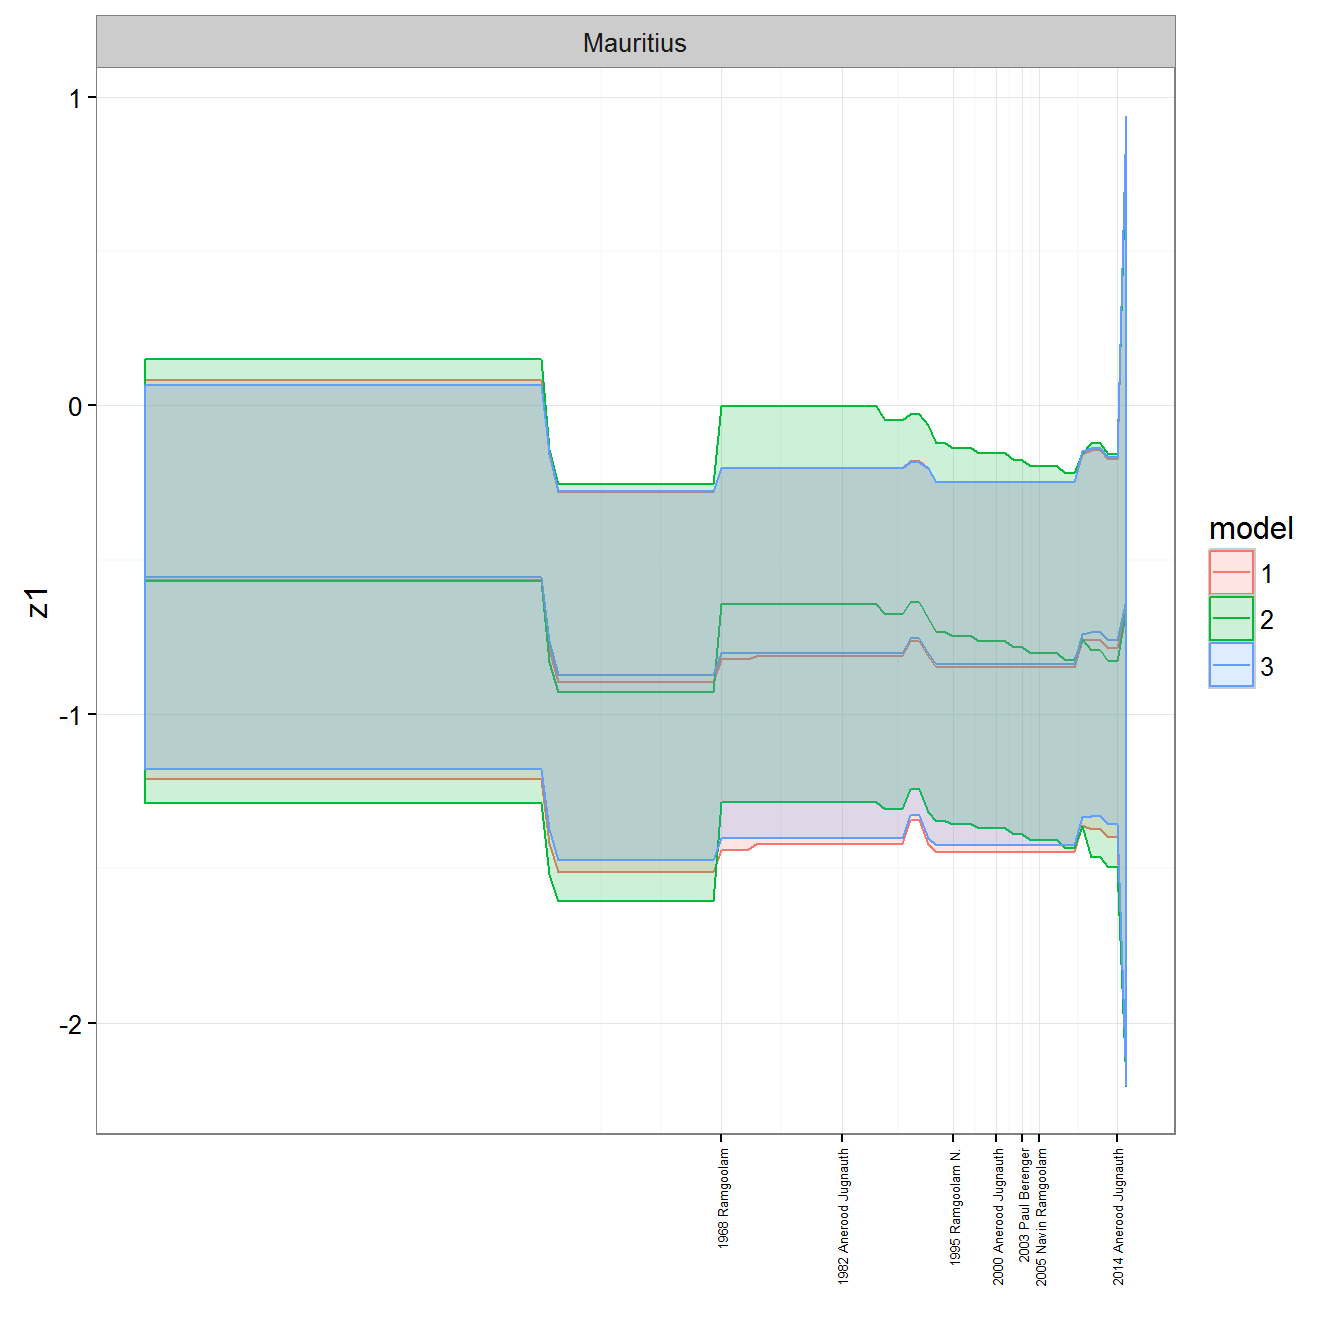 Mauritius
1
0
-1
-2
z1
model
1
2
3
1968 Ramgoolam
1982 Anerood Jugnauth
1995 Ramgoolam N.
2000 Anerood Jugnauth
2003 Paul Berenger
2005 Navin Ramgoolam
2014 Anerood Jugnauth